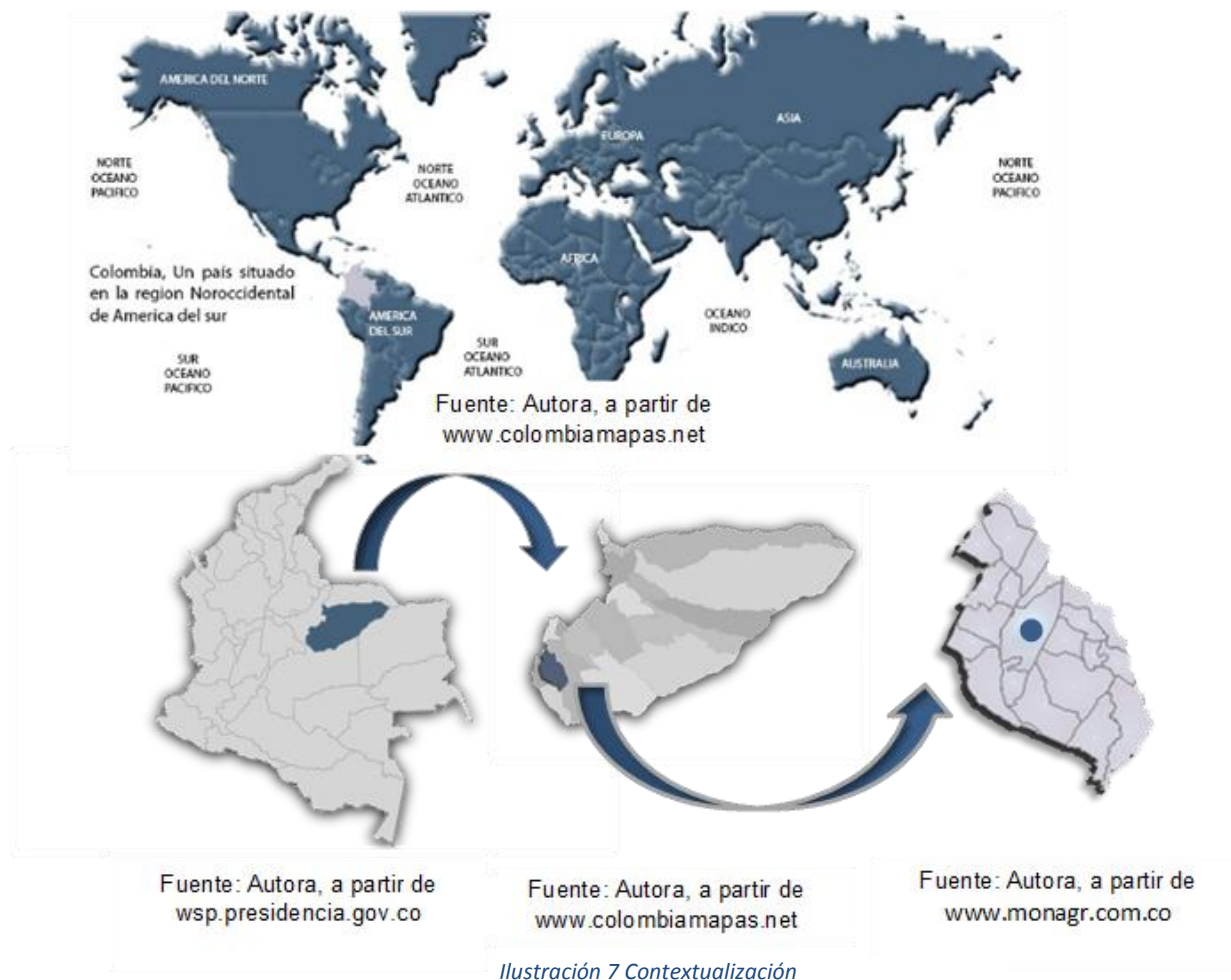 AMERICA DEL NORTE
ASIA
EUROPA
NORTE
OCEANO
PACIFICO
NORTE
OCEANO
ATLANTICO
NORTE
OCEANO
PACIFICO
AFRICA
Colombia, Un país situado
en la region Noroccidental
de America del sur
AMERICA
DEL SUR
OCEANO
INDICO
SUR
OCEANO
PACIFICO
SUR
OCEANO
ATLANTICO
AUSTRALIA
Fuente: Autora, a partir de
www.colombiamapas.net
Fuente: Autora, a partir de
wsp.presidencia.gov.co
Fuente: Autora, a partir de
www.colombiamapas.net
Fuente: Autora, a partir de
www.monagr.com.co
Ilustración 7 Contextualización